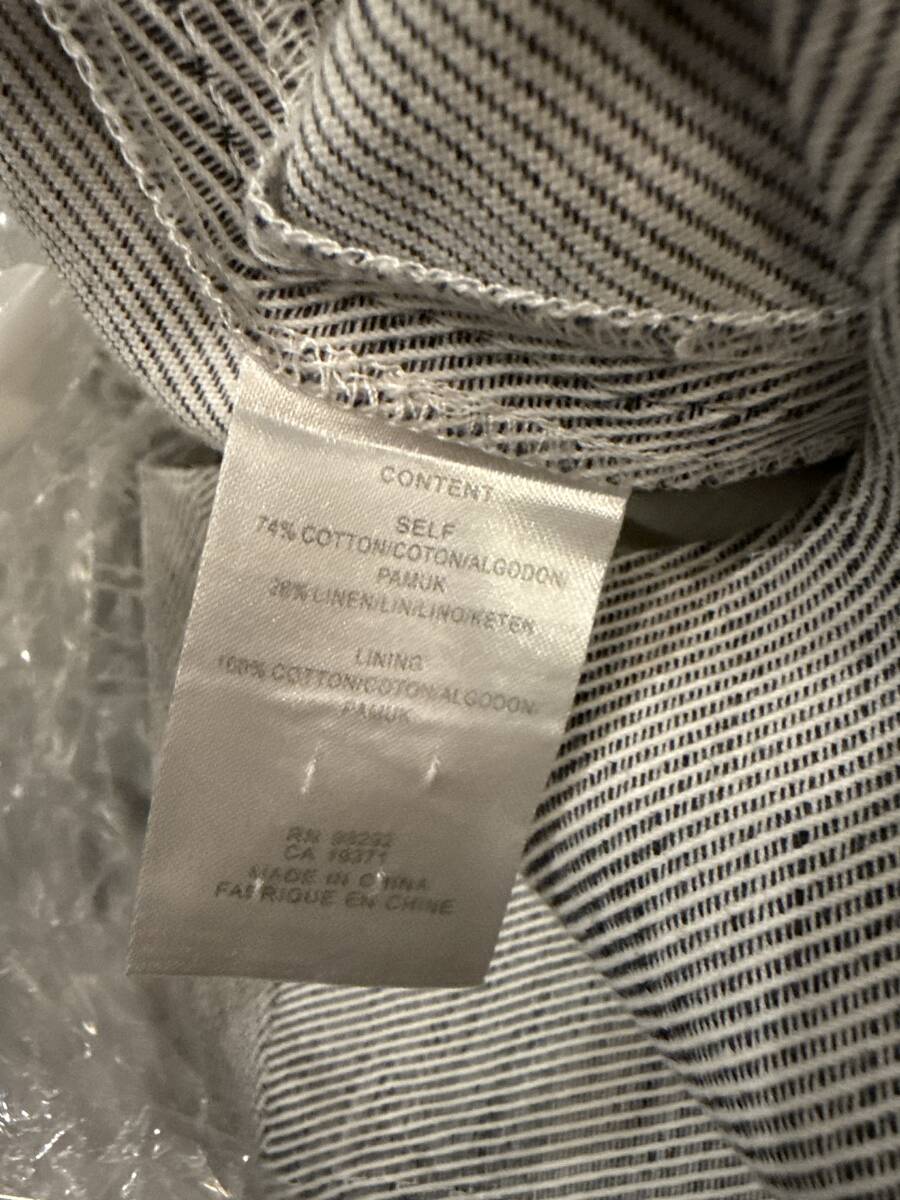 CONTENT
SELF
74% COTTON/COTON/ALGODON/
PAMUK
26% LINEN/LIN/LINO/KETEN
LINING
100% COTTON/COTON/ALGODON/
PAMUK
RN
CA 19371
MADE IN CHINA
FABRIQUE EN CHINE